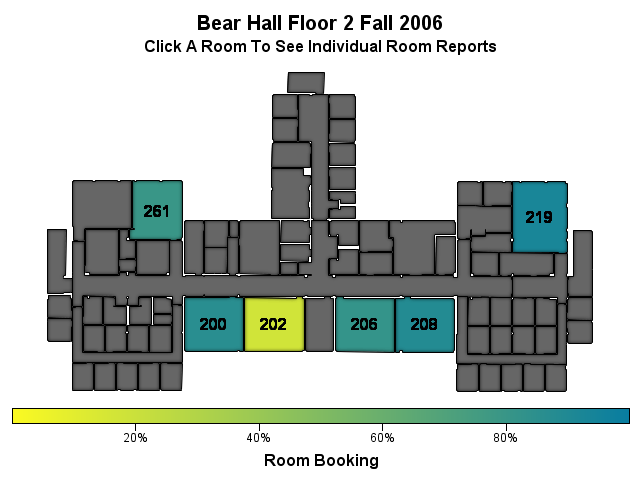 Bear Hall Floor 2 Fall 2006
Click A Room To See Individual Room Reports
261
219
200 202 206 208
20% 40% 60% 80%
Room Booking